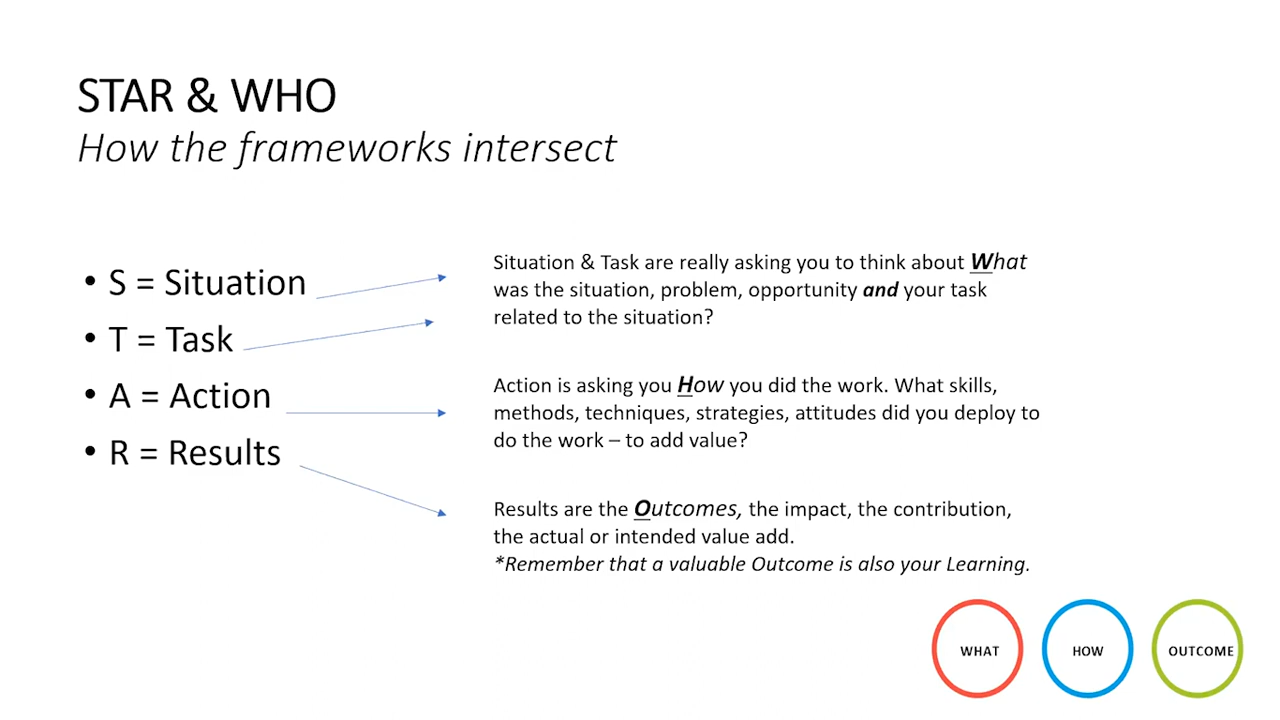 STAR & WHO
How the frameworks intersect
• S = Situation
• T = Task
• A = Action
• R = Results
Situation & Task are really asking you to think about What
was the situation, problem, opportunity and your task
related to the situation?
Action is asking you How you did the work. What skills,
methods, techniques, strategies, attitudes did you deploy to
do the work – to add value?
Results are the Outcomes, the impact, the contribution,
the actual or intended value add.
*Remember that a valuable Outcome is also your Learning.
WHAT
HOW
OUTCOME